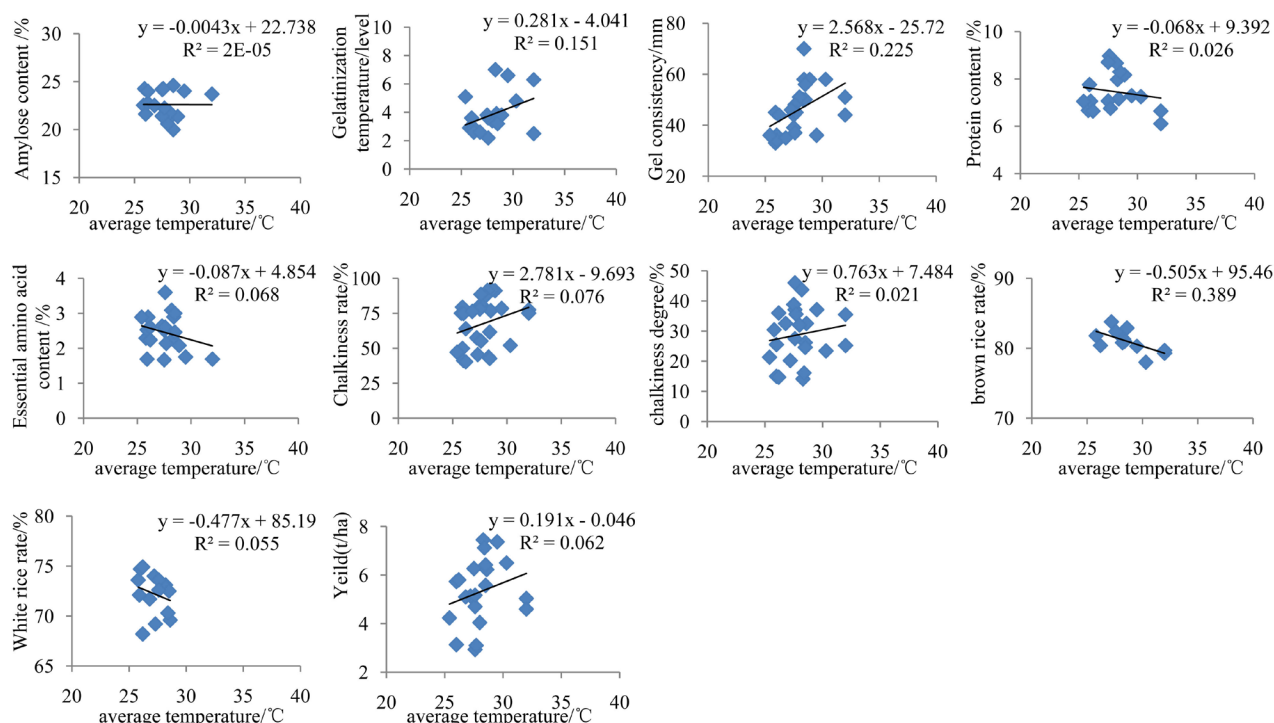 y = -0.0043x + 22.738
R² = 2E-05
Amylose content /%
30
25
20
15
20 25 30 35 40
average temperature/℃
y = 0.281x - 4.041
R² = 0.151
Gelatinization
temperature/level
8
6
4
2
0
20 25 30 35 40
average temperature/℃
y = 2.568x - 25.72
R² = 0.225
Gel consistency/mm
80
60
40
20
20 25 30 35 40
average temperature/℃
y = -0.068x + 9.392
R² = 0.026
Protein content /%
10
8
6
4
20 25 30 35 40
average temperature/℃
y = -0.087x + 4.854
R² = 0.068
Essential amino acid
content /%
4
3
2
1
0
20 25 30 35 40
average temperature/℃
y = 2.781x - 9.693
R² = 0.076
Chalkiness rate/%
100
75
50
25
0
20 25 30 35 40
average temperature/℃
y = 0.763x + 7.484
R² = 0.021
chalkiness degree/%
50
40
30
20
10
0
20 25 30 35 40
average temperature/℃
y = -0.505x + 95.46
R² = 0.389
brown rice rate/%
90
80
70
20 25 30 35 40
average temperature/℃
y = -0.477x + 85.19
R² = 0.055
White rice rate/%
80
75
70
65
20 25 30 35 40
average temperature/℃
y = 0.191x - 0.046
R² = 0.062
Yeild(t/ha)
8
6
4
2
20 25 30 35 40
average temperature/℃